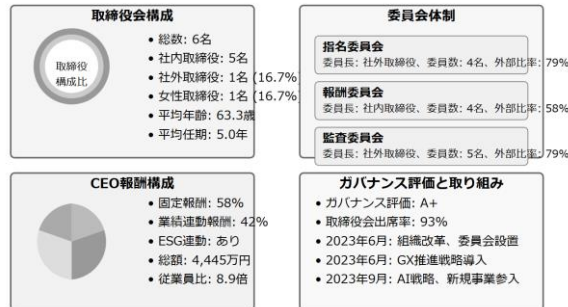 取締役会構成
取締役
構成比
• 総数: 6名
• 社内取締役: 5名
• 社外取締役: 1名 (16.7%)
• 女性取締役: 1名 (16.7%)
• 平均年齢: 63.3歳
• 平均任期: 5.0年
委員会体制
指名委員会
委員長: 社外取締役、委員数: 4名、外部比率: 79%
報酬委員会
委員長: 社内取締役、委員数: 4名、外部比率: 58%
監査委員会
委員長: 社外取締役、委員数: 5名、外部比率: 79%
CEO報酬構成
• 固定報酬: 58%
• 業績連動報酬: 42%
• ESG連動: あり
• 総額: 4,445万円
• 従業員比: 8.9倍
ガバナンス評価と取り組み
• ガバナンス評価: A+
• 取締役会出席率: 93%
• 2023年6月: 組織改革、委員会設置
• 2023年6月: GX推進戦略導入
• 2023年9月: AI戦略、新規事業参入